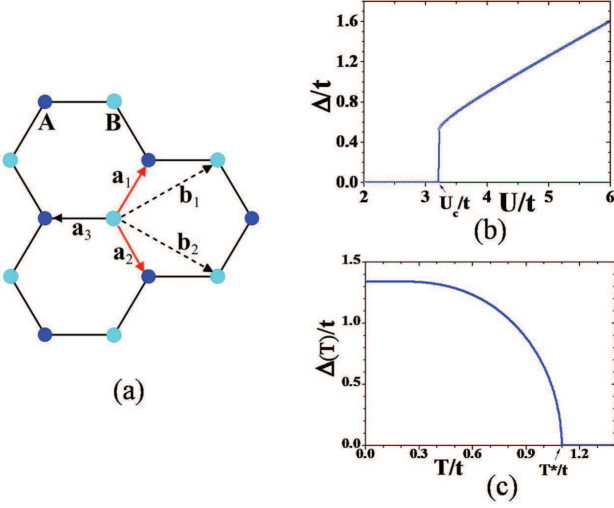 A B
a₁
b₁
a₃
b₂
a₂
(a)
Δ/t
1.6
1.2
0.8
0.4
0.0
2 3 4 5 6
U_c/t U/t
(b)
Δ(T)/t
1.5
1.0
0.5
0.0
0.0 0.3 0.6 0.9 1.2
T/t T*/t
(c)